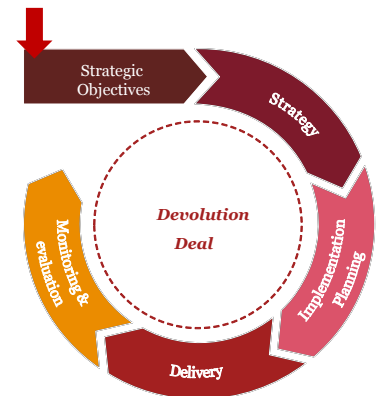 Strategic
Objectives
Strategy
Implementation
Planning
Delivery
Monitoring &
evaluation
Devolution
Deal